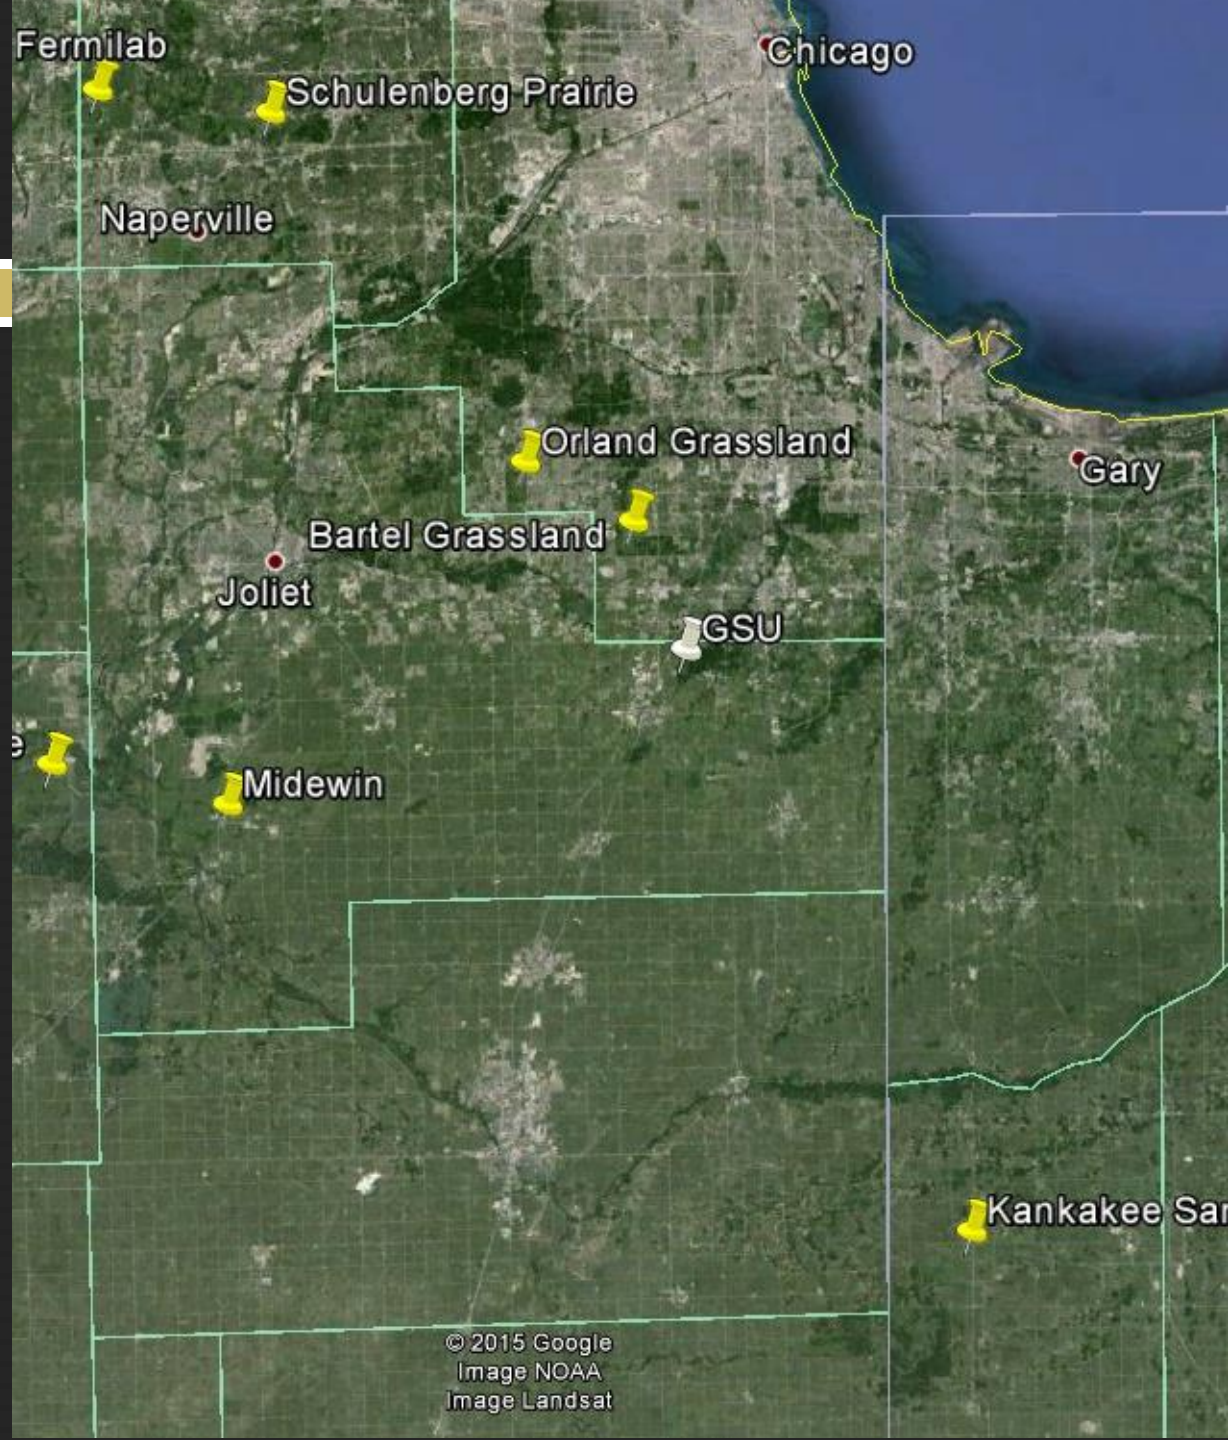 Fermilab
Chicago
Schulenberg Prairie
Naperville
Orland Grassland
Gary
Bartel Grassland
Joliet
GSU
e
Midewin
Kankakee Sa
© 2015 Google
Image NOAA
Image Landsat